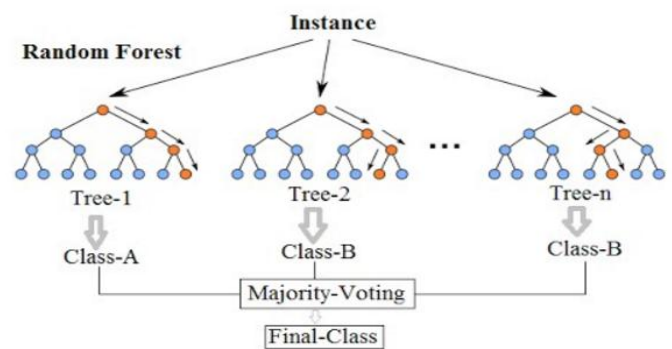 Instance
Random Forest
...
Tree-1 Tree-2 Tree-n
Class-A Class-B Class-B
Majority-Voting
Final-Class